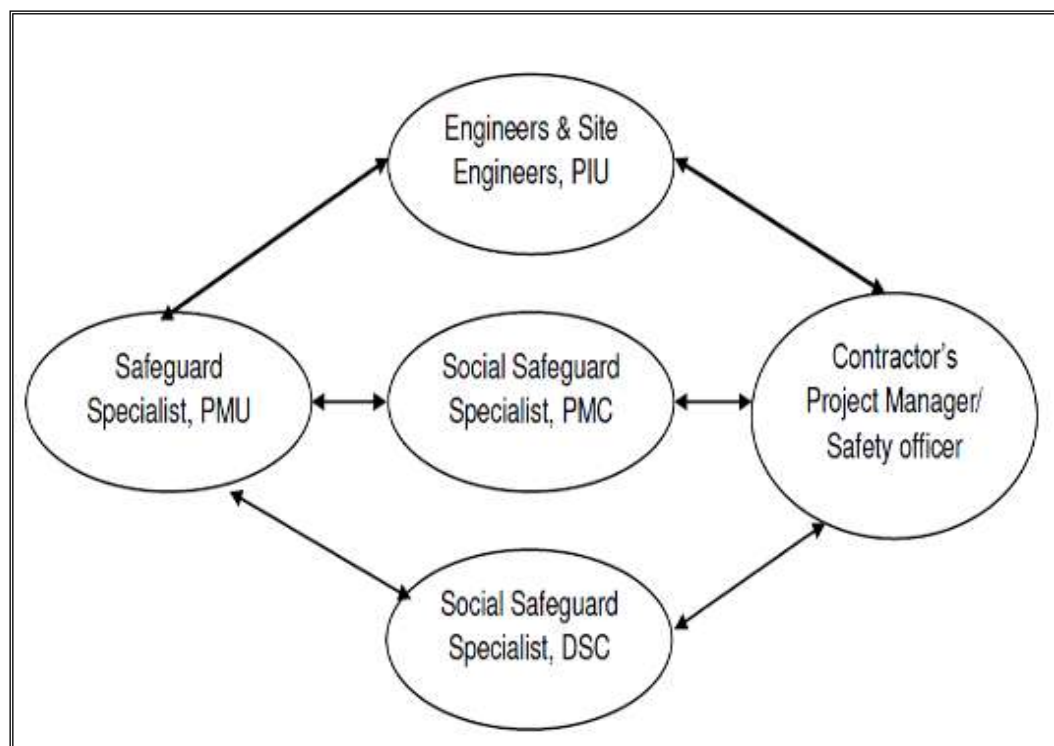 Engineers & Site
Engineers, PIU
Safeguard
Specialist, PMU
Social Safeguard
Specialist, PMC
Contractor's
Project Manager/
Safety officer
Social Safeguard
Specialist, DSC